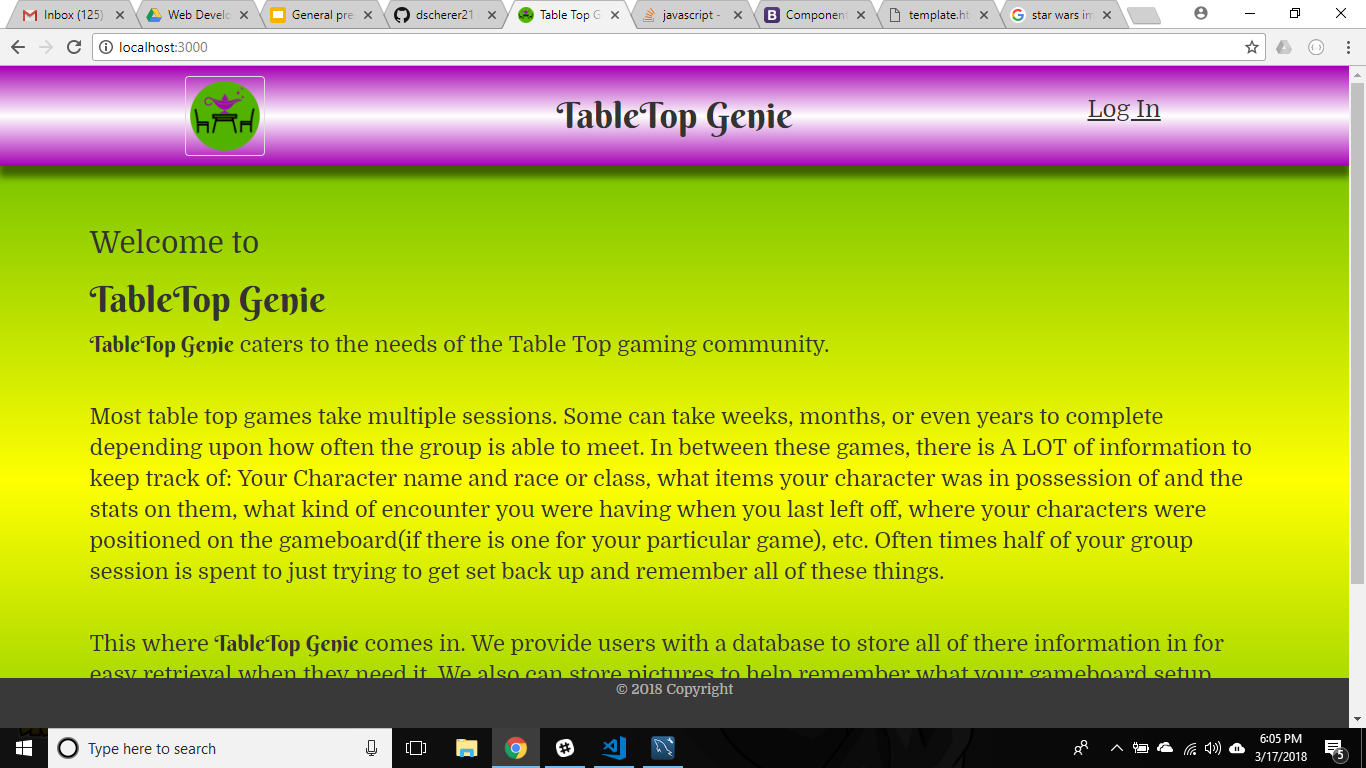 Inbox (125)
Web Develo
General pre
dscherer21
Table Top G
javascript -
Component
template.ht
star wars im
localhost:3000
TableTop Genie
Log In
Welcome to
TableTop Genie
TableTop Genie caters to the needs of the Table Top gaming community.
Most table top games take multiple sessions. Some can take weeks, months, or even years to complete
depending upon how often the group is able to meet. In between these games, there is A LOT of information to
keep track of: Your Character name and race or class, what items your character was in possession of and the
stats on them, what kind of encounter you were having when you last left off, where your characters were
positioned on the gameboard(if there is one for your particular game), etc. Often times half of your group
session is spent to just trying to get set back up and remember all of these things.
This where TableTop Genie comes in. We provide users with a database to store all of there information in for
easy retrieval when they need it. We also can store pictures to help remember what your gameboard setup
© 2018 Copyright
Type here to search
6:05 PM
3/17/2018
5